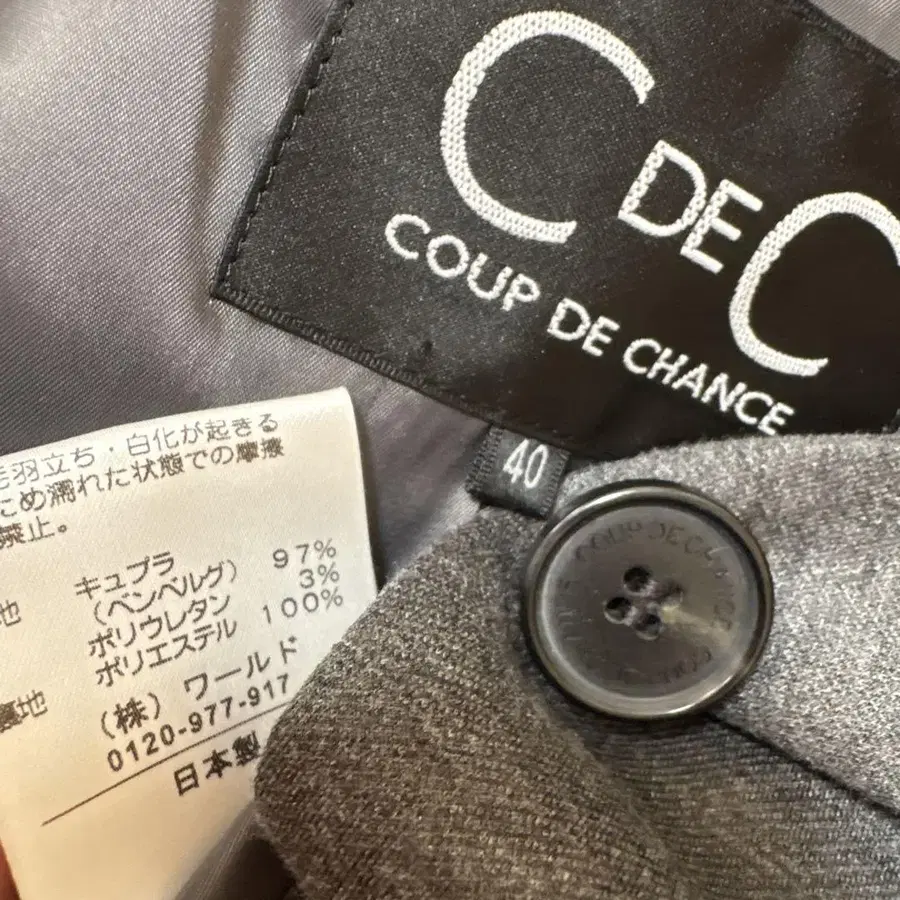 C DE C
COUP DE CHANCE
40
COUP DE CHANCE
毛羽立ち・白化が起きる
ため濡れた状態での摩擦
禁止。
地 キュプラ 97%
(ベンベルグ)
ポリウレタン 3%
裏地 ポリエステル 100%
(株) ワールド
0120-977-917
日本製